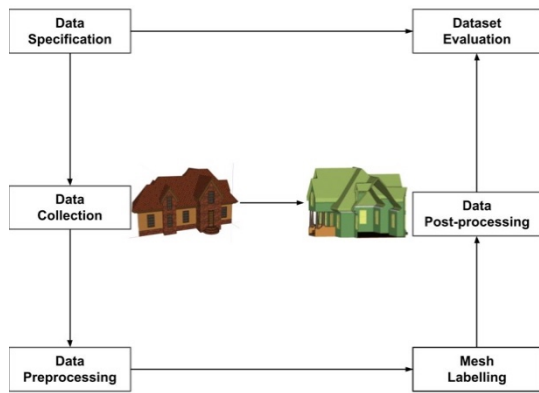 Data
Specification
Dataset
Evaluation
Data
Collection
Data
Post-processing
Data
Preprocessing
Mesh
Labelling